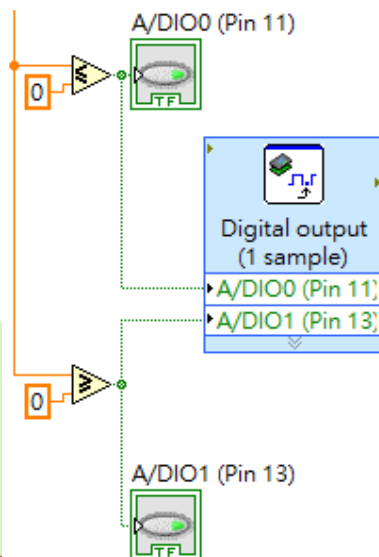 A/DIO0 (Pin 11)
≤
0
TF
Digital output
(1 sample)
A/DIO0 (Pin 11)
A/DIO1 (Pin 13)
≥
0
A/DIO1 (Pin 13)
TF